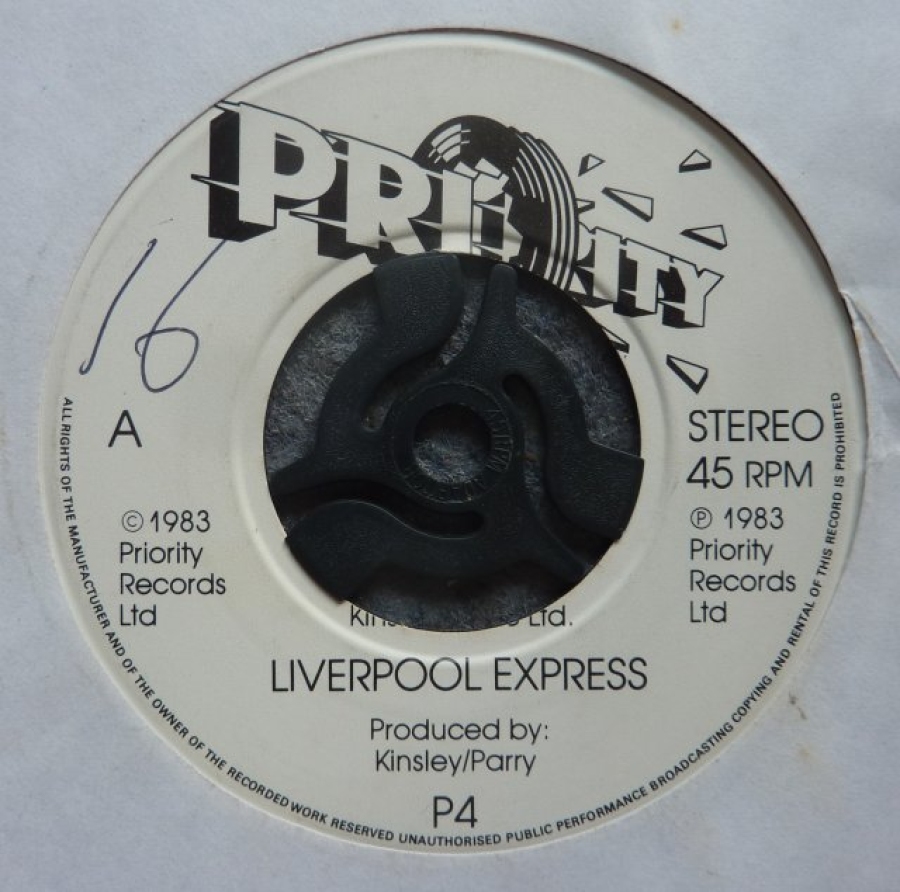 PRIORITY
16
A
STEREO
45 RPM
© 1983
Priority
Records
Ltd
℗ 1983
Priority
Records
Ltd
Ltd.
LIVERPOOL EXPRESS
Produced by:
Kinsley/Parry
P4
ALL RIGHTS OF THE MANUFACTURER AND OF THE OWNER OF THE RECORDED WORK RESERVED UNAUTHORISED PUBLIC PERFORMANCE BROADCASTING COPYING AND RENTAL OF THIS RECORD IS PROHIBITED